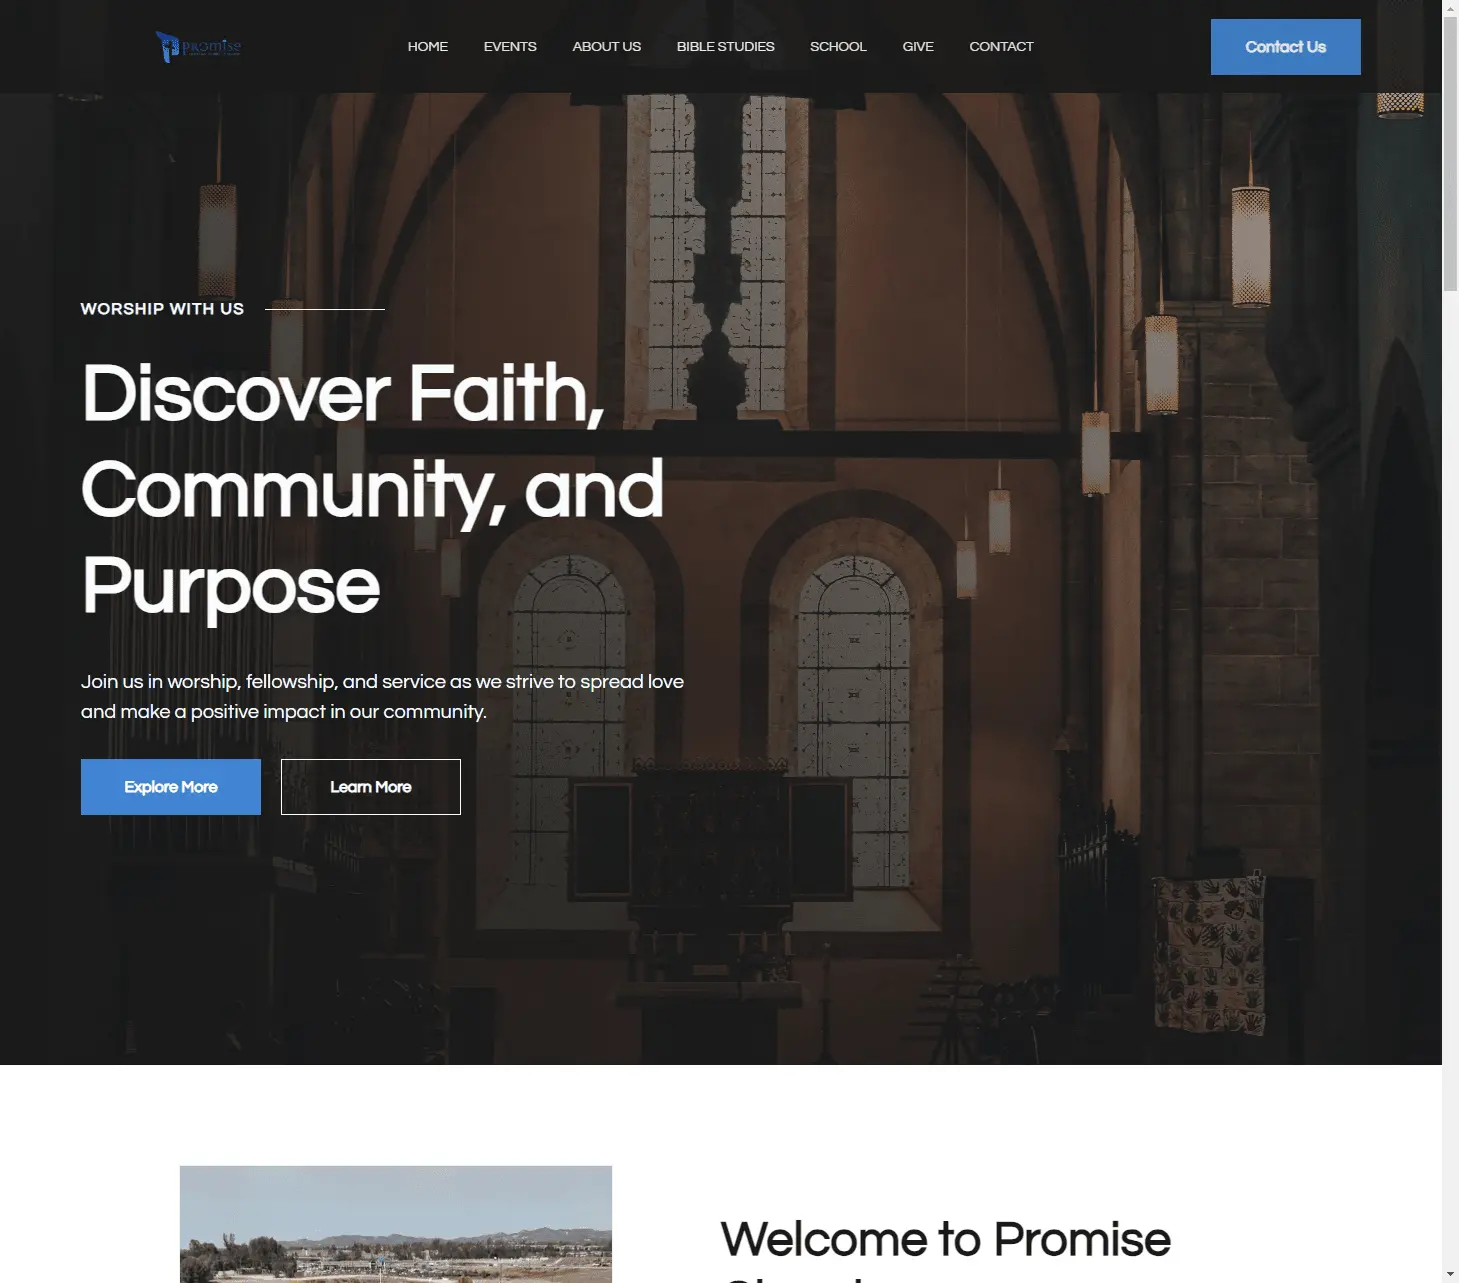 promise
HOME
EVENTS
ABOUT US
BIBLE STUDIES
SCHOOL
GIVE
CONTACT
Contact Us
WORSHIP WITH US
Discover Faith,
Community, and
Purpose
Join us in worship, fellowship, and service as we strive to spread love
and make a positive impact in our community.
Explore More
Learn More
Welcome to Promise